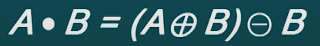 A • B = (A ⊕ B) ⊖ B